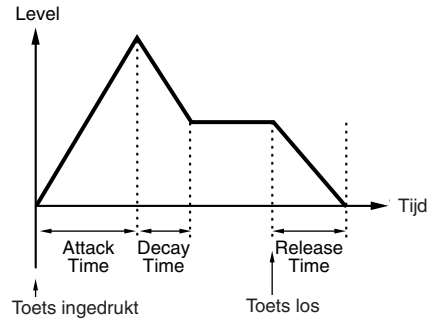 Level
Tijd
Attack
Time
Decay
Time
Release
Time
Toets ingedrukt
Toets los